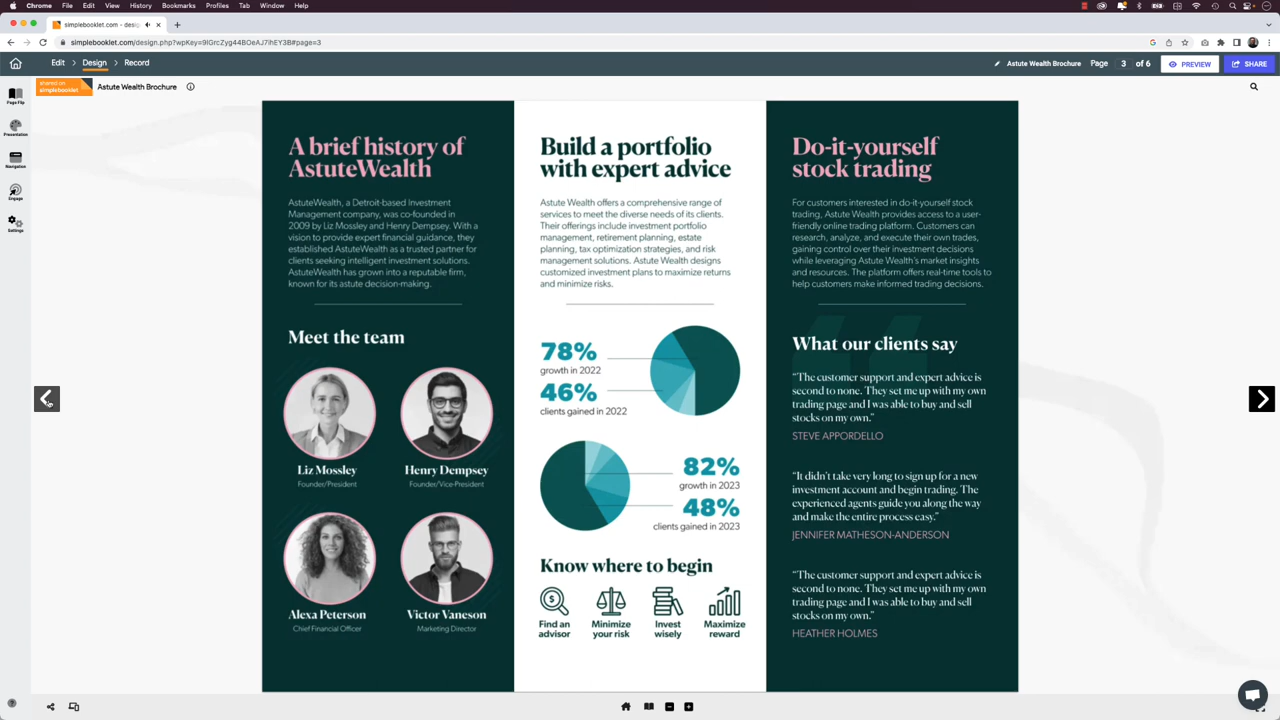 Chrome File Edit View History Bookmarks Profiles Tab Window Help
simplebooklet.com - desi
simplebooklet.com/design.php?wpKey=9IGrcZyg44BOeAJ7IhEY3B#page=3
Edit Design Record
Astute Wealth Brochure Page 3 of 6 PREVIEW SHARE
shared on
simplebooklet
Astute Wealth Brochure
Page Flip
Presentation
Navigation
Engage
Settings
A brief history of
AstuteWealth
AstuteWealth, a Detroit-based Investment
Management company, was co-founded in
2009 by Liz Mossley and Henry Dempsey. With a
vision to provide expert financial guidance, they
established AstuteWealth as a trusted partner for
clients seeking intelligent investment solutions.
AstuteWealth has grown into a reputable firm,
known for its astute decision-making.
Meet the team
Liz Mossley
Founder/President
Henry Dempsey
Founder/Vice-President
Alexa Peterson
Chief Financial Officer
Victor Vaneson
Marketing Director
Build a portfolio
with expert advice
Astute Wealth offers a comprehensive range of
services to meet the diverse needs of its clients.
Their offerings include investment portfolio
management, retirement planning, estate
planning, tax optimization strategies, and risk
management solutions. Astute Wealth designs
customized investment plans to maximize returns
and minimize risks.
78%
growth in 2022
46%
clients gained in 2022
82%
growth in 2023
48%
clients gained in 2023
Know where to begin
Find an
advisor
Minimize
your risk
Invest
wisely
Maximize
reward
Do-it-yourself
stock trading
For customers interested in do-it-yourself stock
trading, Astute Wealth provides access to a user-
friendly online trading platform. Customers can
research, analyze, and execute their own trades,
gaining control over their investment decisions
while leveraging Astute Wealth's market insights
and resources. The platform offers real-time tools to
help customers make informed trading decisions.
What our clients say
“The customer support and expert advice is
second to none. They set me up with my own
trading page and I was able to buy and sell
stocks on my own.”
STEVE APPORDELLO
“It didn’t take very long to sign up for a new
investment account and begin trading. The
experienced agents guide you along the way
and make the entire process easy.”
JENNIFER MATHESON-ANDERSON
“The customer support and expert advice is
second to none. They set me up with my own
trading page and I was able to buy and sell
stocks on my own.”
HEATHER HOLMES